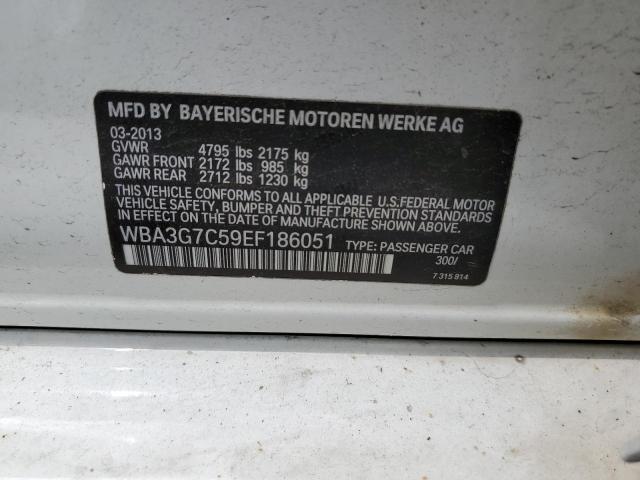 MFD BY BAYERISCHE MOTOREN WERKE AG
03-2013
GVWR 4795 lbs 2175 kg
GAWR FRONT 2172 lbs 985 kg
GAWR REAR 2712 lbs 1230 kg
THIS VEHICLE CONFORMS TO ALL APPLICABLE U.S.FEDERAL MOTOR
VEHICLE SAFETY, BUMPER AND THEFT PREVENTION STANDARDS IN
EFFECT ON THE DATE OF MANUFACTURE SHOWN ABOVE.
WBA3G7C59EF186051 TYPE: PASSENGER CAR
300/
7 315 814